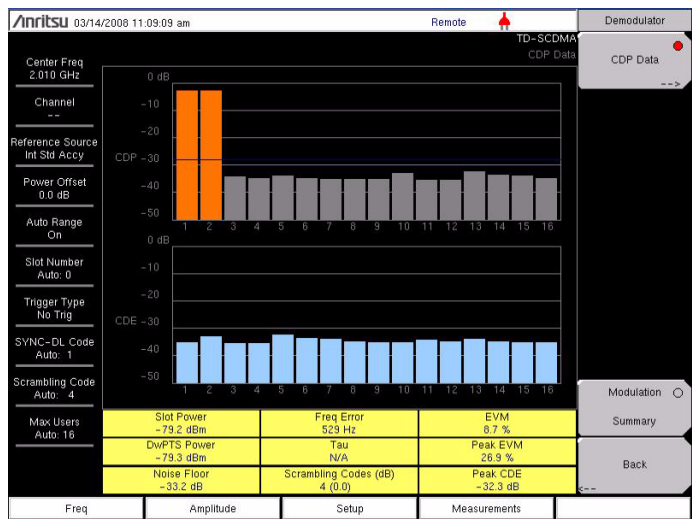 Anritsu 03/14/2008 11:09:09 am Remote Demodulator
TD-SCDMA
CDP Data
Center Freq
2.010 GHz
Channel
--
Reference Source
Int Std Accy
Power Offset
0.0 dB
Auto Range
On
Slot Number
Auto: 0
Trigger Type
No Trig
SYNC-DL Code
Auto: 1
Scrambling Code
Auto: 4
Max Users
Auto: 16
0 dB
-10
-20
CDP -30
-40
-50
1 2 3 4 5 6 7 8 9 10 11 12 13 14 15 16
0 dB
-10
-20
CDE -30
-40
-50
1 2 3 4 5 6 7 8 9 10 11 12 13 14 15 16
Slot Power Freq Error EVM
-79.2 dBm 529 Hz 8.7 %
DwPTS Power Tau Peak EVM
-79.3 dBm N/A 26.9 %
Noise Floor Scrambling Codes (dB) Peak CDE
-33.2 dB 4 (0.0) -32.3 dB
CDP Data
-->
Modulation
Summary
Back
<--
Freq Amplitude Setup Measurements